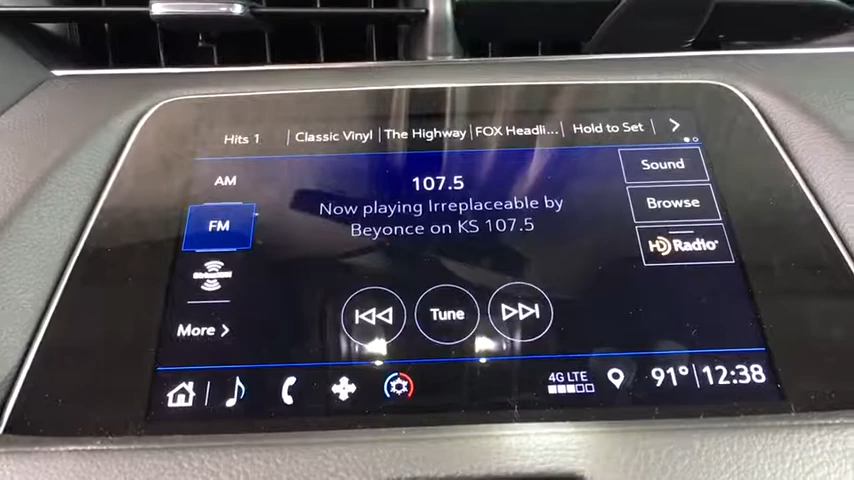 Hits 1 | Classic Vinyl | The Highway | FOX Headli... | Hold to Set
AM
FM
SiriusXM
More
107.5
Now playing Irreplaceable by
Beyonce on KS 107.5
Sound
Browse
HD Radio
Tune
4G LTE
91° 12:38